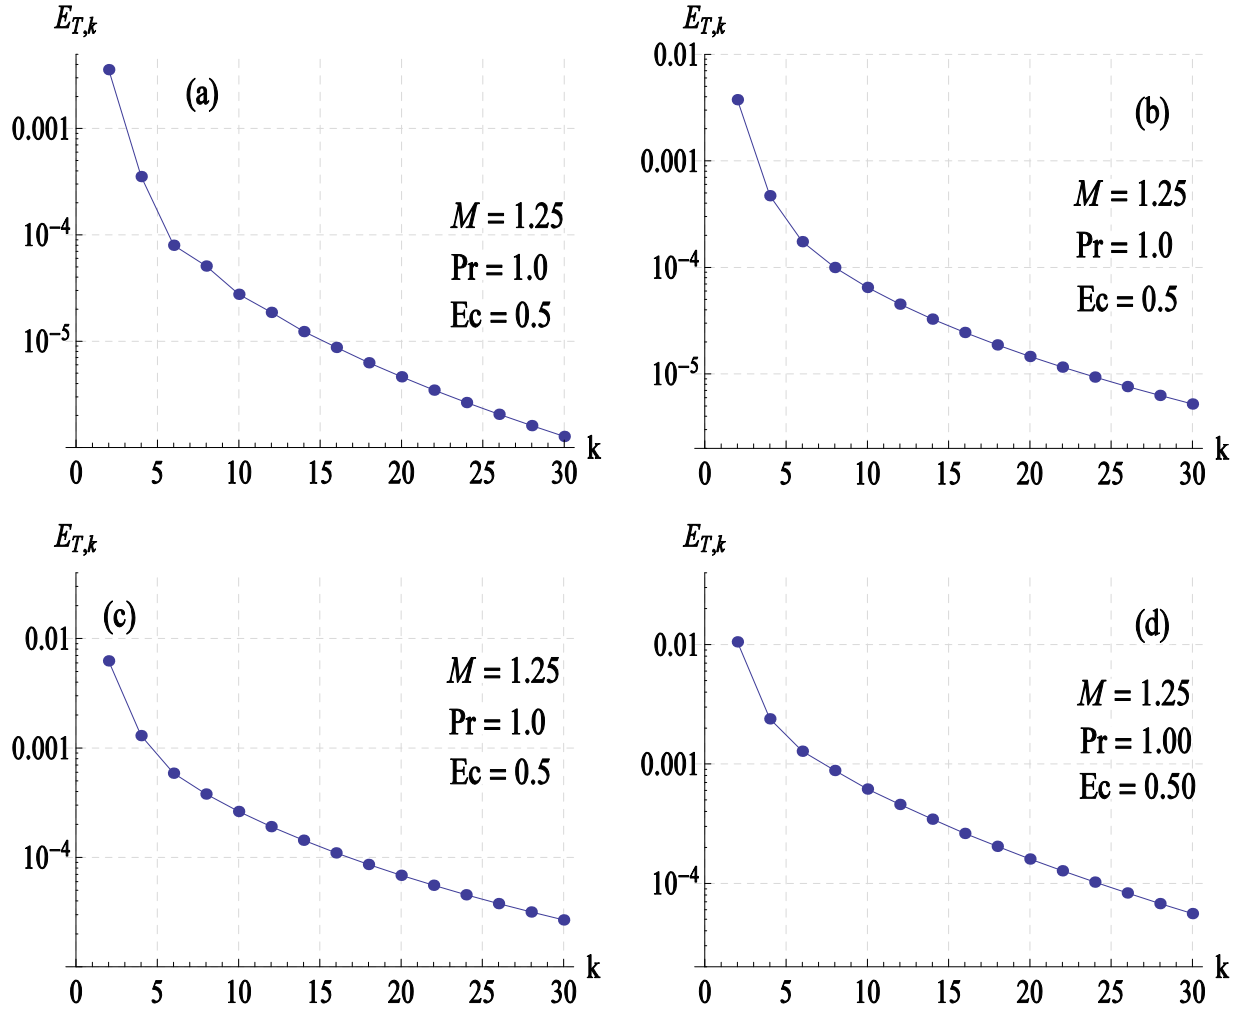 E_{T,k}
(a)
0.001
10^{-4}
10^{-5}
M = 1.25
Pr = 1.0
Ec = 0.5
k
0 5 10 15 20 25 30
E_{T,k}
0.01
(b)
0.001
10^{-4}
10^{-5}
M = 1.25
Pr = 1.0
Ec = 0.5
k
0 5 10 15 20 25 30
E_{T,k}
(c)
0.01
0.001
10^{-4}
M = 1.25
Pr = 1.0
Ec = 0.5
k
0 5 10 15 20 25 30
E_{T,k}
(d)
0.01
0.001
10^{-4}
M = 1.25
Pr = 1.00
Ec = 0.50
k
0 5 10 15 20 25 30